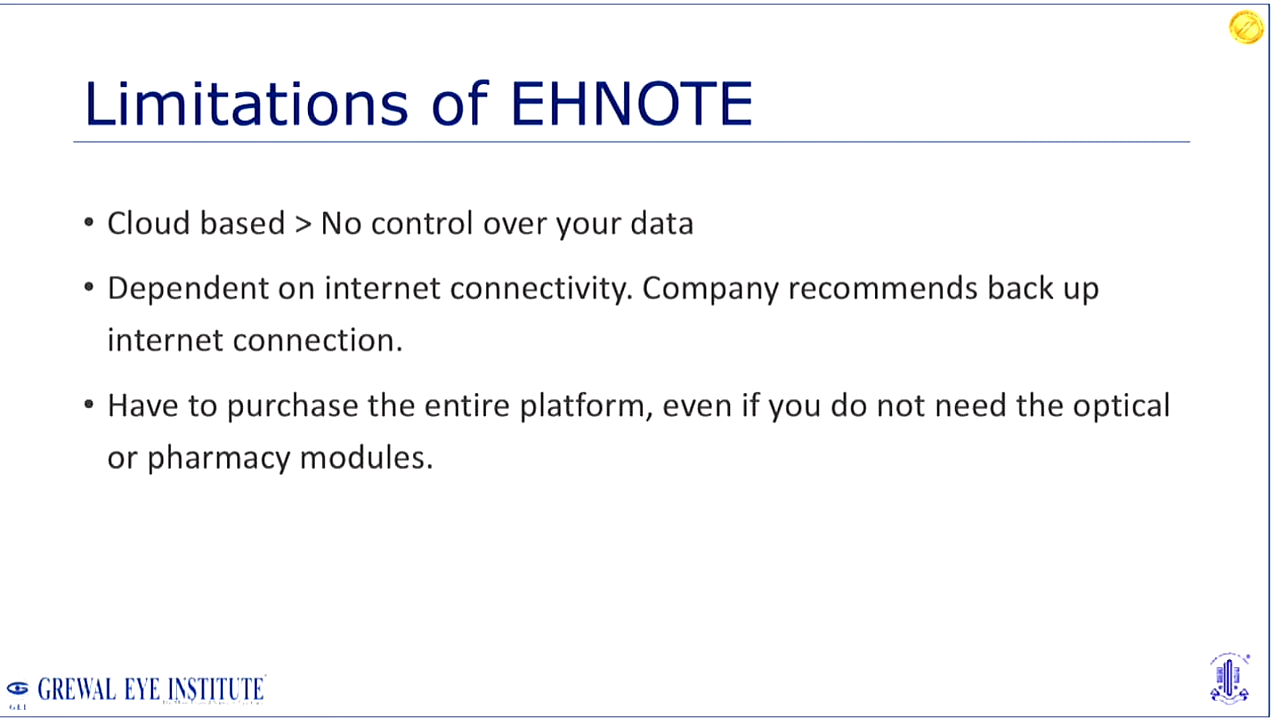 Limitations of EHNOTE
• Cloud based > No control over your data
• Dependent on internet connectivity. Company recommends back up
internet connection.
• Have to purchase the entire platform, even if you do not need the optical
or pharmacy modules.
GREWAL EYE INSTITUTE
GEI